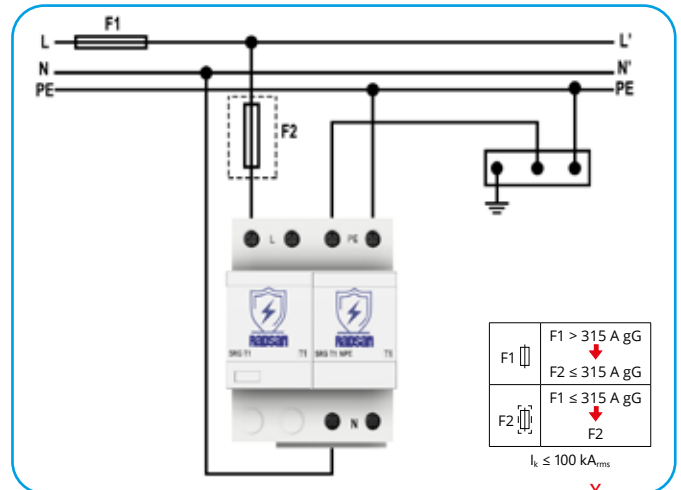 F1
L L'
N N'
PE PE
F2
L PE
RADSAN RADSAN
SRG T1 T1 SRG T1 NPE T1
N
F1 F1 > 315 A gG
F2 ≤ 315 A gG
F2 F1 ≤ 315 A gG
F2
Iₖ ≤ 100 kAᵣₘₛ